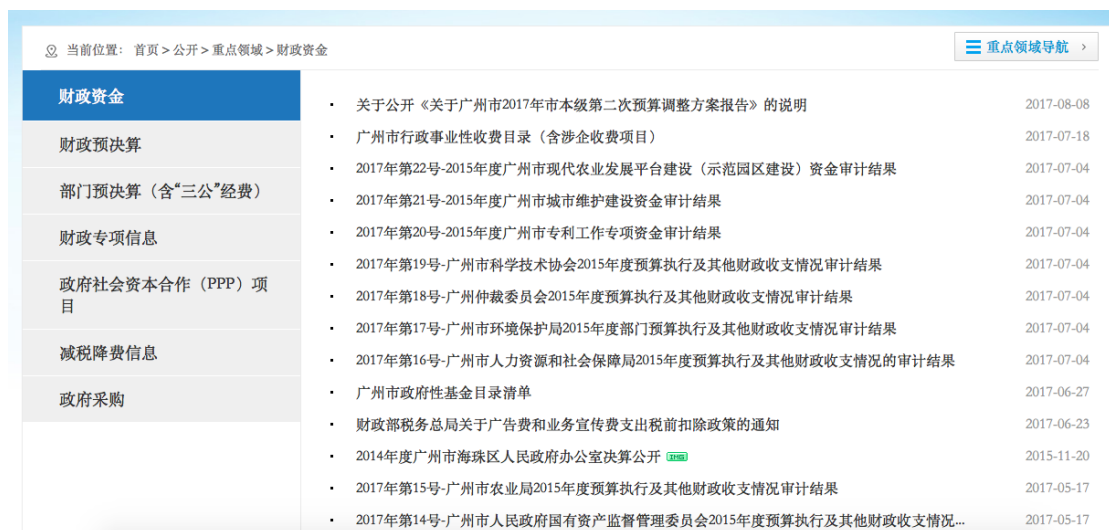 当前位置： 首页 > 公开 > 重点领域 > 财政资金
重点领域导航 >
财政资金
财政预决算
部门预决算（含“三公”经费）
财政专项信息
政府社会资本合作（PPP）项
目
减税降费信息
政府采购
关于公开《关于广州市2017年市本级第二次预算调整方案报告》的说明 2017-08-08
广州市行政事业性收费目录（含涉企收费项目） 2017-07-18
2017年第22号-2015年度广州市现代农业发展平台建设（示范园区建设）资金审计结果 2017-07-04
2017年第21号-2015年度广州市城市维护建设资金审计结果 2017-07-04
2017年第20号-2015年度广州市专利工作专项资金审计结果 2017-07-04
2017年第19号-广州市科学技术协会2015年度预算执行及其他财政收支情况审计结果 2017-07-04
2017年第18号-广州仲裁委员会2015年度预算执行及其他财政收支情况审计结果 2017-07-04
2017年第17号-广州市环境保护局2015年度部门预算执行及其他财政收支情况审计结果 2017-07-04
2017年第16号-广州市人力资源和社会保障局2015年度预算执行及其他财政收支情况的审计结果 2017-07-04
广州市政府性基金目录清单 2017-06-27
财政部税务总局关于广告费和业务宣传费支出税前扣除政策的通知 2017-06-23
2014年度广州市海珠区人民政府办公室决算公开 IMG 2015-11-20
2017年第15号-广州市农业局2015年度预算执行及其他财政收支情况审计结果 2017-05-17
2017年第14号-广州市人民政府国有资产监督管理委员会2015年度预算执行及其他财政收支情况... 2017-05-17